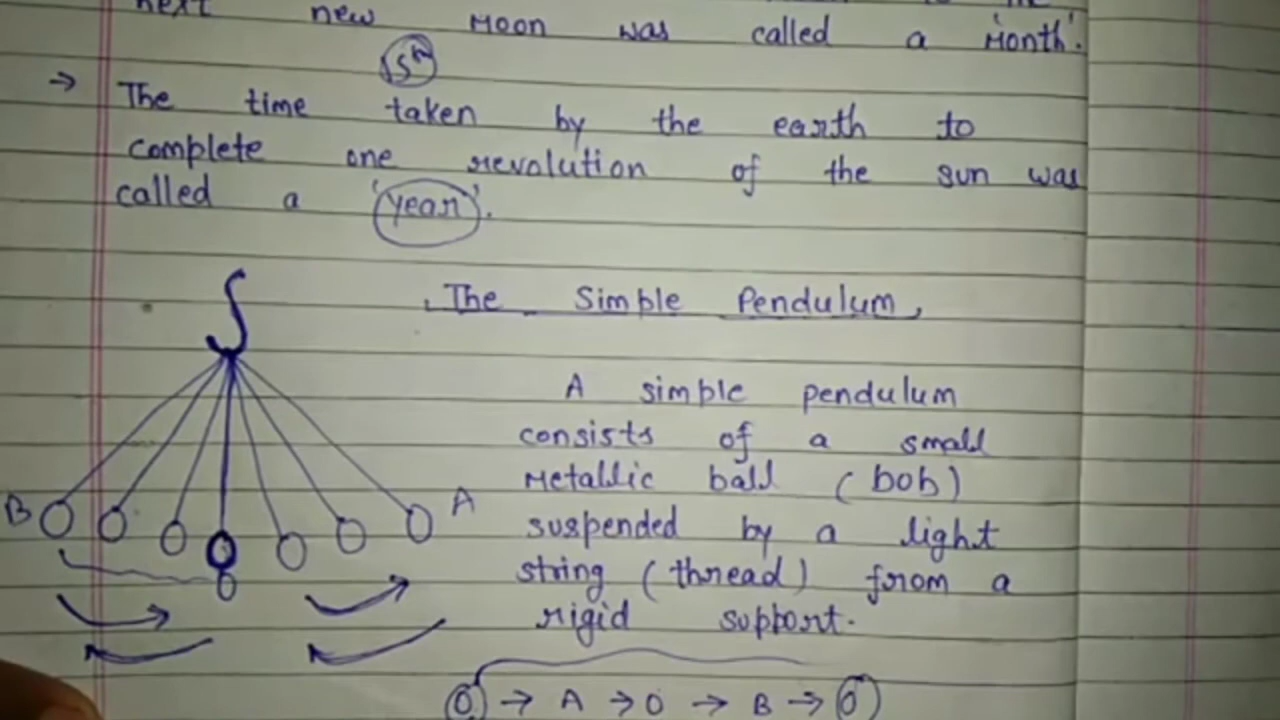 next new Moon was called a 'Month'.
→ The time taken by the earth to
complete one revolution of the sun was
called a 'year'.
The Simple Pendulum
A simple pendulum
consists of a small
Metallic ball (bob)
suspended by a light
string (thread) from a
rigid support.
B
A
O
O → A → O → B → O